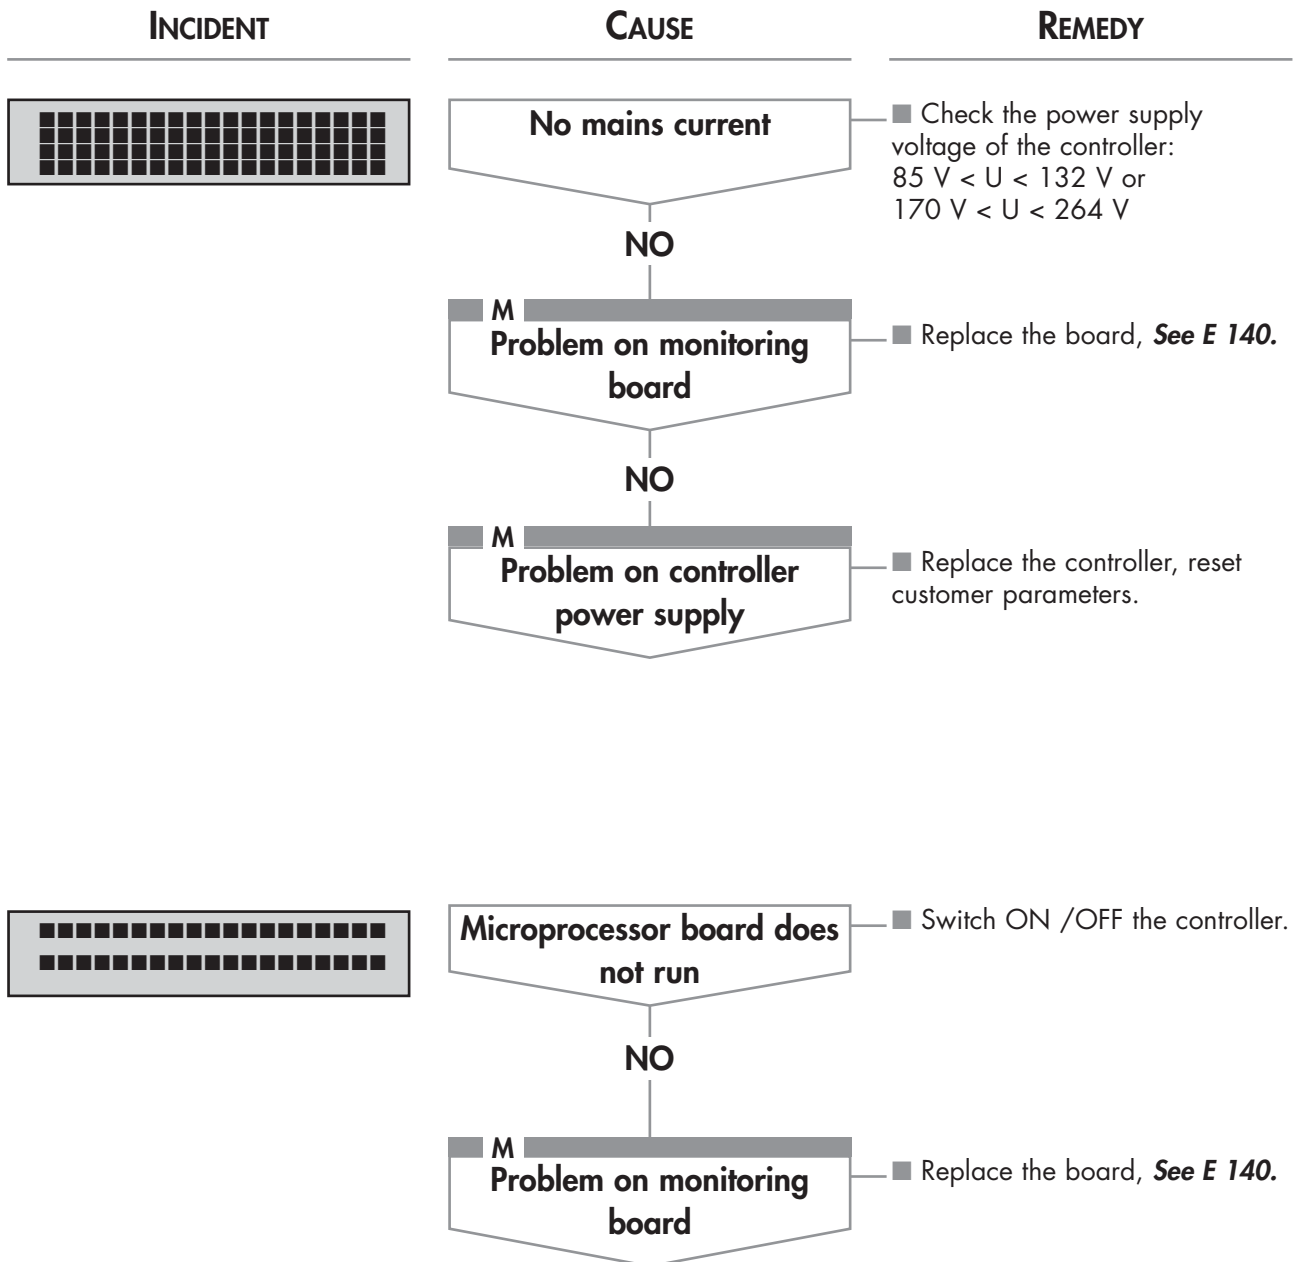 INCIDENT
CAUSE
REMEDY
No mains current
■ Check the power supply
voltage of the controller:
85 V < U < 132 V or
170 V < U < 264 V
NO
M
Problem on monitoring
board
■ Replace the board, See E 140.
NO
M
Problem on controller
power supply
■ Replace the controller, reset
customer parameters.
Microprocessor board does
not run
■ Switch ON /OFF the controller.
NO
M
Problem on monitoring
board
■ Replace the board, See E 140.